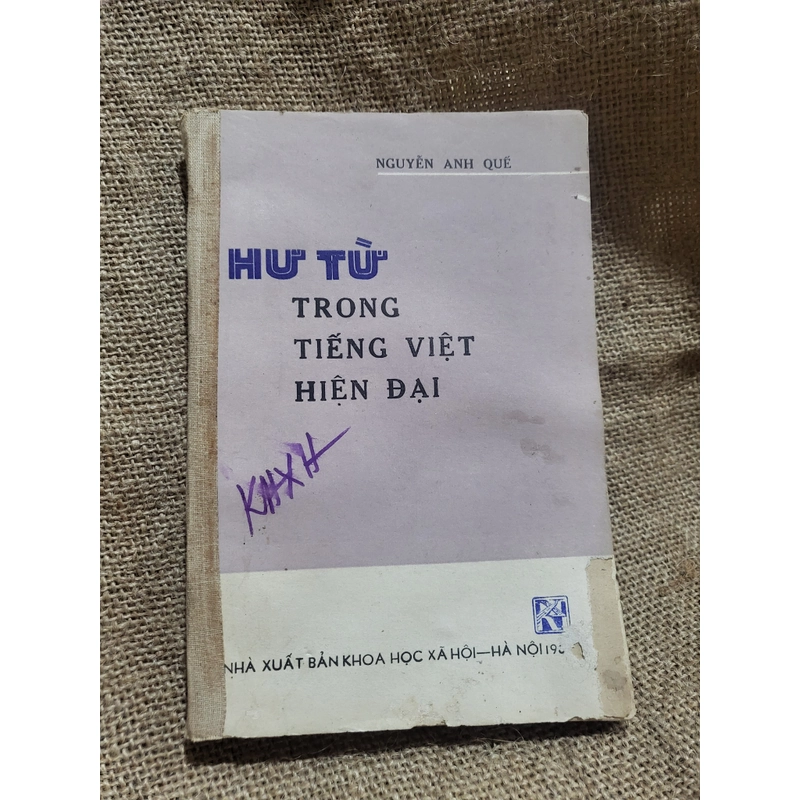 NGUYỄN ANH QUẾ
HƯ TỪ
TRONG
TIẾNG VIỆT
HIỆN ĐẠI
KHXH
NHÀ XUẤT BẢN KHOA HỌC XÃ HỘI—HÀ NỘI